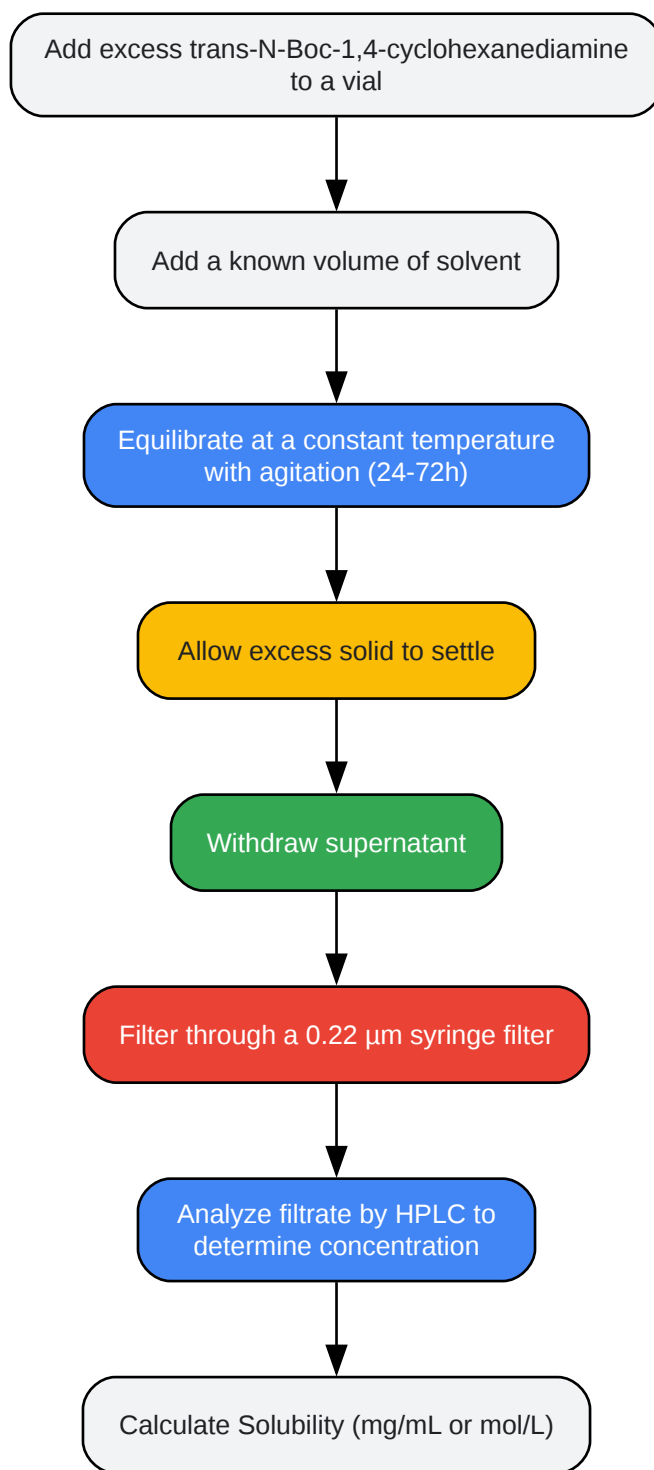 Add excess trans-N-Boc-1,4-cyclohexanediamine
to a vial
Add a known volume of solvent
Equilibrate at a constant temperature
with agitation (24-72h)
Allow excess solid to settle
Withdraw supernatant
Filter through a 0.22 µm syringe filter
Analyze filtrate by HPLC to
determine concentration
Calculate Solubility (mg/mL or mol/L)